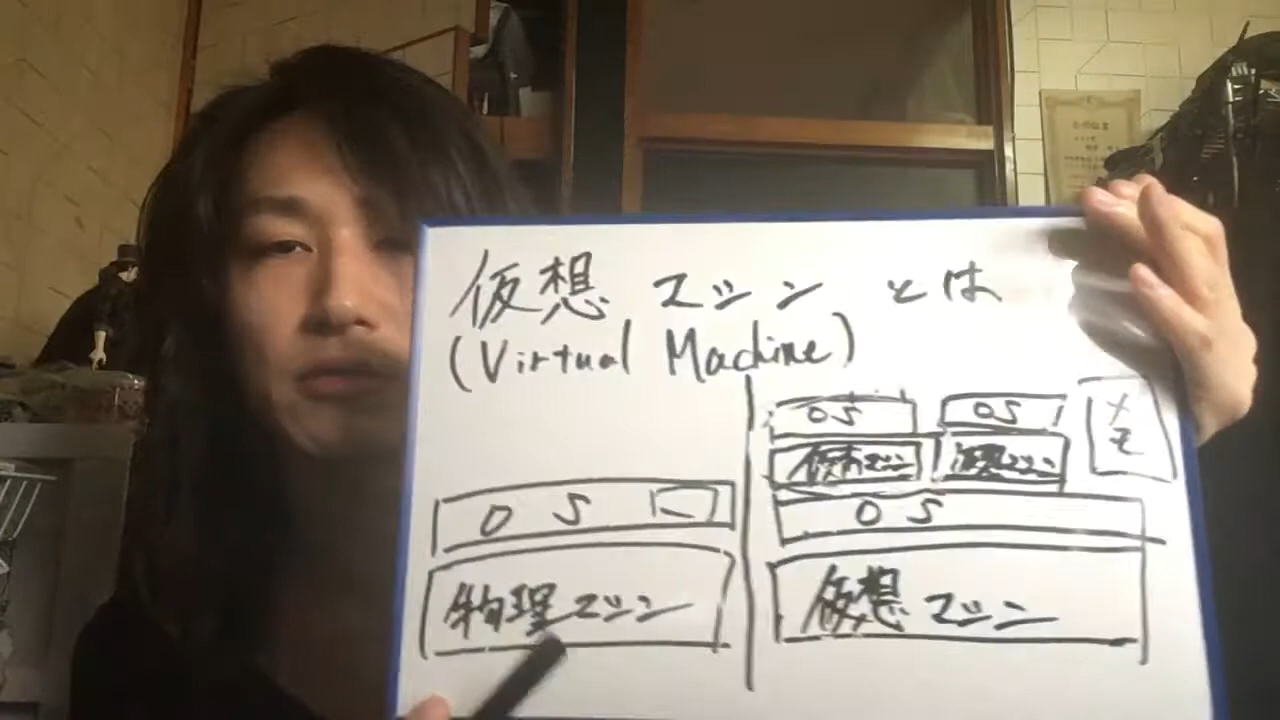 仮想 マシン とは
(Virtual Machine)
OS
物理マシン
OS
OS
メモ
仮想マシン
仮想マシン
OS
仮想 マシン